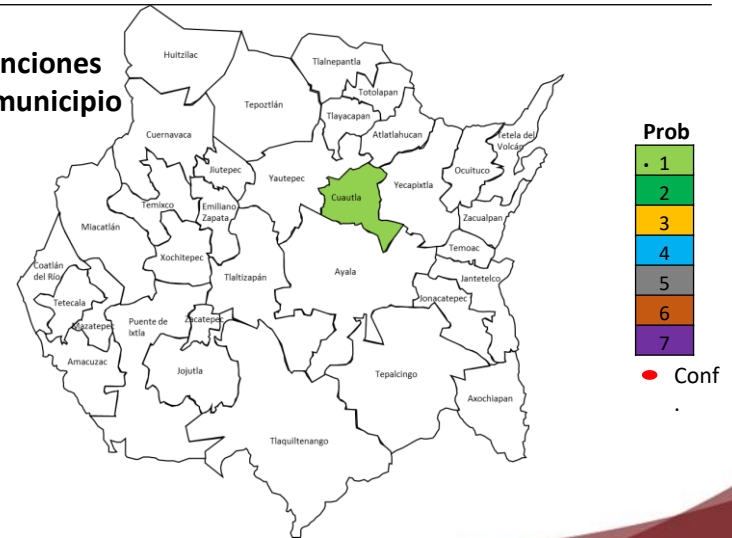 nciones
municipio
Huitzilac
Tlalnepantla
Totolapan
Tepoztlán
Tlayacapan
Atlatlahucan
Cuernavaca
Tetela del
Volcán
Jiutepec
Yautepec
Ocuituco
Yecapixtla
Cuautla
Temixco
Emiliano
Zapata
Miacatlán
Zacualpan
Temoac
Xochitepec
Coatlán
del Río
Tlaltizapán
Ayala
Jantetelco
Tetecala
Jonacatepec
Mazatepec
Puente de
Ixtla
Zacatepec
Amacuzac
Jojutla
Tepalcingo
Axochiapan
Tlaquiltenango
Prob
. 1
2
3
4
5
6
7
Conf
.